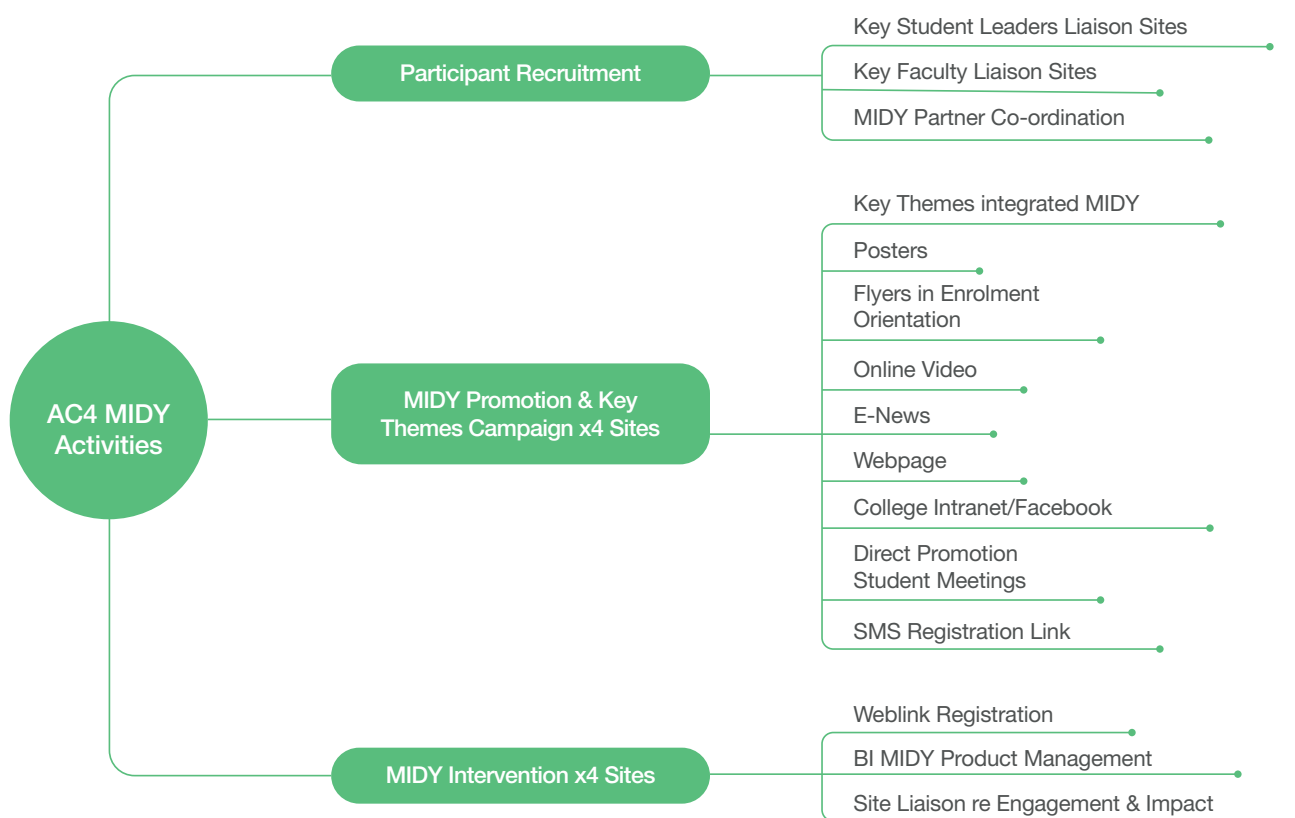 AC4 MIDY
Activities
Participant Recruitment
Key Student Leaders Liaison Sites
Key Faculty Liaison Sites
MIDY Partner Co-ordination
MIDY Promotion & Key
Themes Campaign x4 Sites
Key Themes integrated MIDY
Posters
Flyers in Enrolment
Orientation
Online Video
E-News
Webpage
College Intranet/Facebook
Direct Promotion
Student Meetings
SMS Registration Link
MIDY Intervention x4 Sites
Weblink Registration
BI MIDY Product Management
Site Liaison re Engagement & Impact